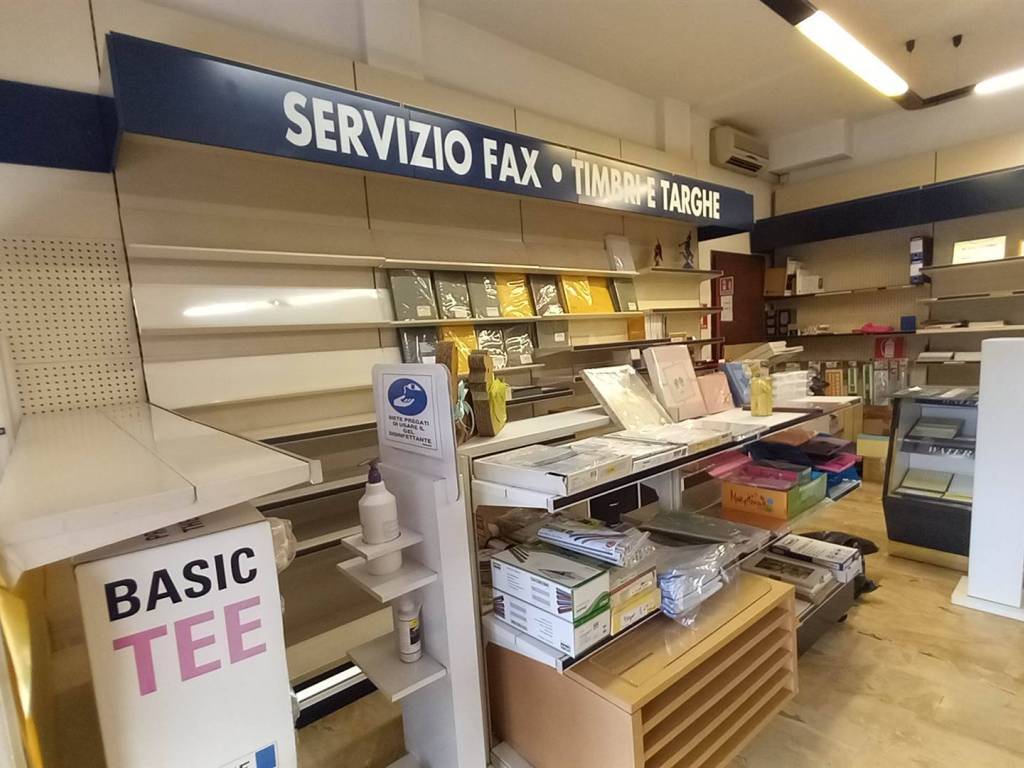 SERVIZIO FAX • TIMBRI E TARGHE
SIETE PREGATI
DI USARE IL
GEL
DISINFETTANTE
BASIC
TEE